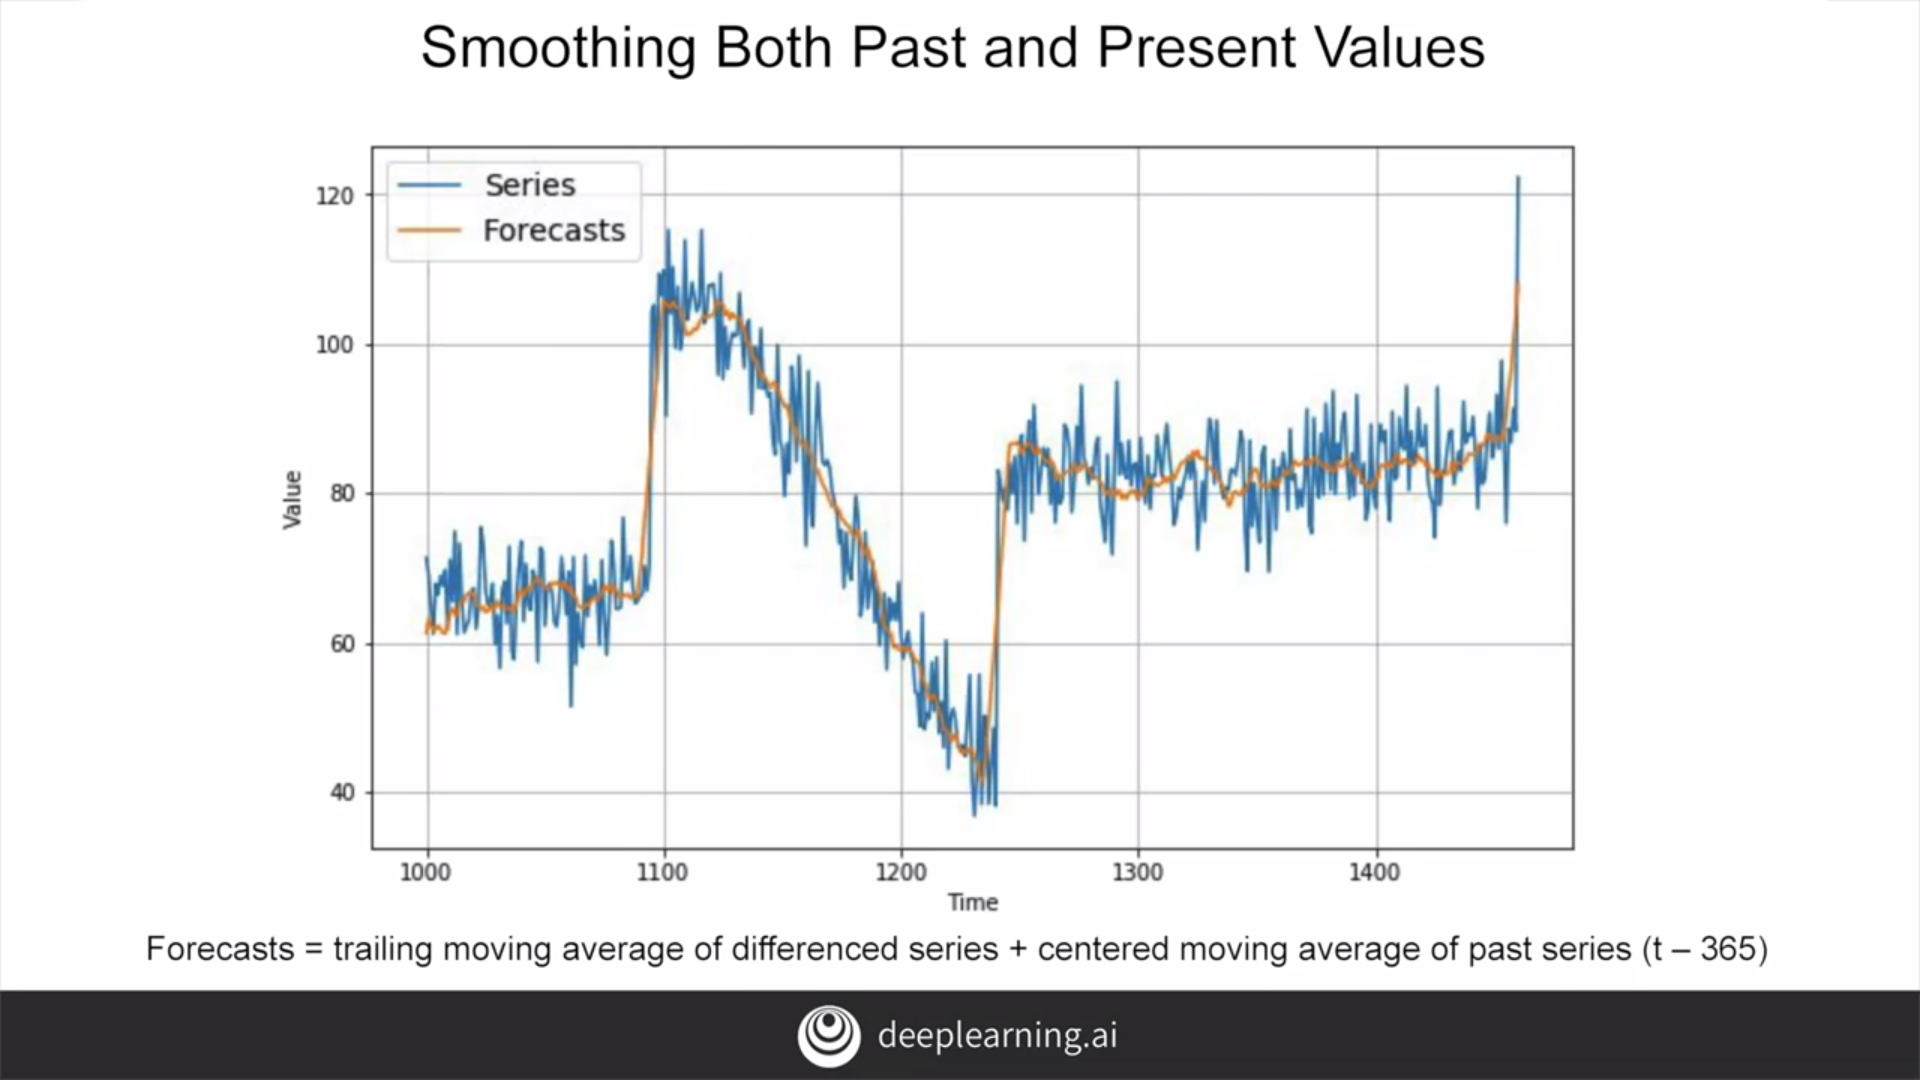 Smoothing Both Past and Present Values
Series
Forecasts
120
100
80
60
40
Value
1000 1100 1200 1300 1400
Time
Forecasts = trailing moving average of differenced series + centered moving average of past series (t – 365)
deeplearning.ai